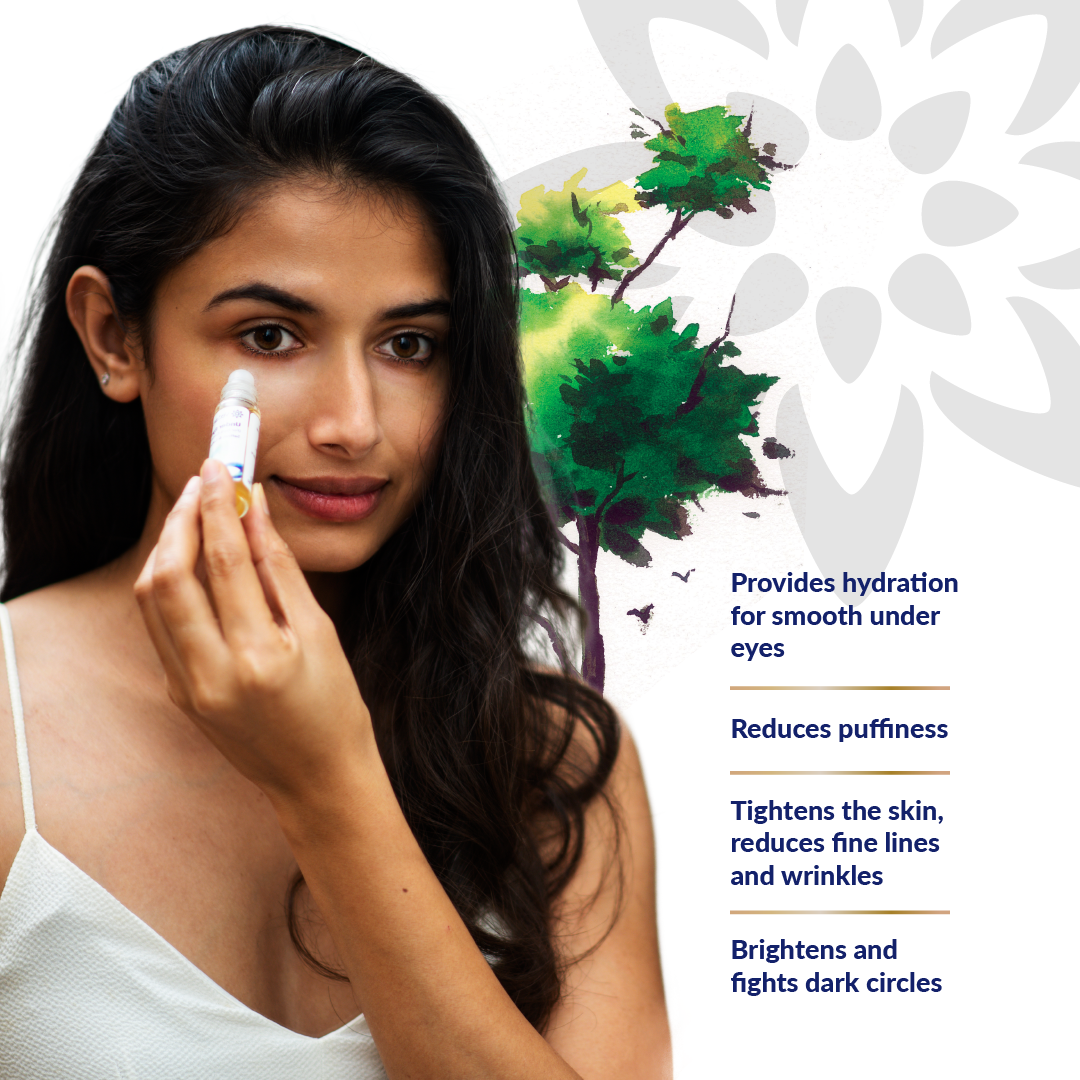 Provides hydration
for smooth under
eyes
Reduces puffiness
Tightens the skin,
reduces fine lines
and wrinkles
Brightens and
fights dark circles